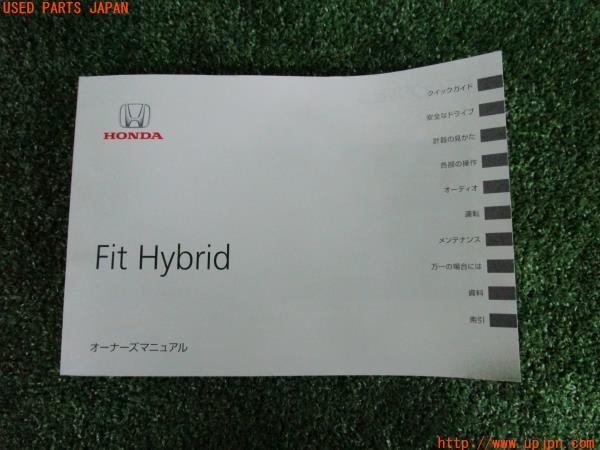 USED PARTS JAPAN
HONDA
Fit Hybrid
オーナーズマニュアル
クイックガイド
安全なドライブ
計器の見かた
各部の操作
オーディオ
運転
メンテナンス
万一の場合には
資料
索引
http://www.upjpn.com/